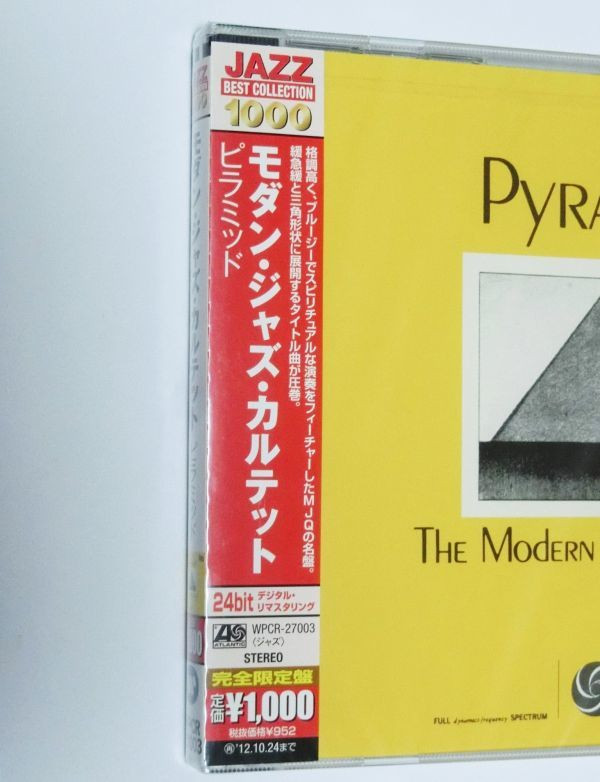 JAZZ
BEST COLLECTION
1000
格調高く、ブルージーでスピリチュアルな演奏をフィーチャーしたMJQの名盤。
緩急緩と三角形状に展開するタイトル曲が圧巻。
モダン・ジャズ・カルテット
ピラミッド
24bit デジタル・
リマスタリング
ATLANTIC
WPCR-27003
(ジャズ)
STEREO
完全限定盤
定価¥1,000
税抜価格¥952
再 '12.10.24まで
PYRA
THE MODERN
FULL dynamics/frequency SPECTRUM